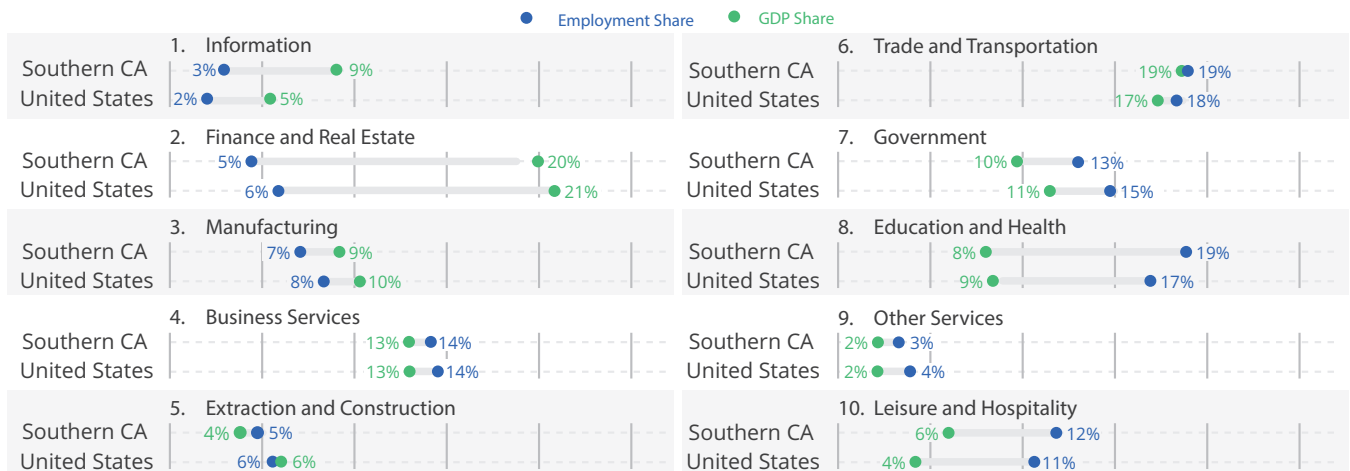 Employment Share GDP Share
1. Information
Southern CA 3% 9%
United States 2% 5%
2. Finance and Real Estate
Southern CA 5% 20%
United States 6% 21%
3. Manufacturing
Southern CA 7% 9%
United States 8% 10%
4. Business Services
Southern CA 13% 14%
United States 13% 14%
5. Extraction and Construction
Southern CA 4% 5%
United States 6% 6%
6. Trade and Transportation
Southern CA 19% 19%
United States 17% 18%
7. Government
Southern CA 10% 13%
United States 11% 15%
8. Education and Health
Southern CA 8% 19%
United States 9% 17%
9. Other Services
Southern CA 2% 3%
United States 2% 4%
10. Leisure and Hospitality
Southern CA 6% 12%
United States 4% 11%